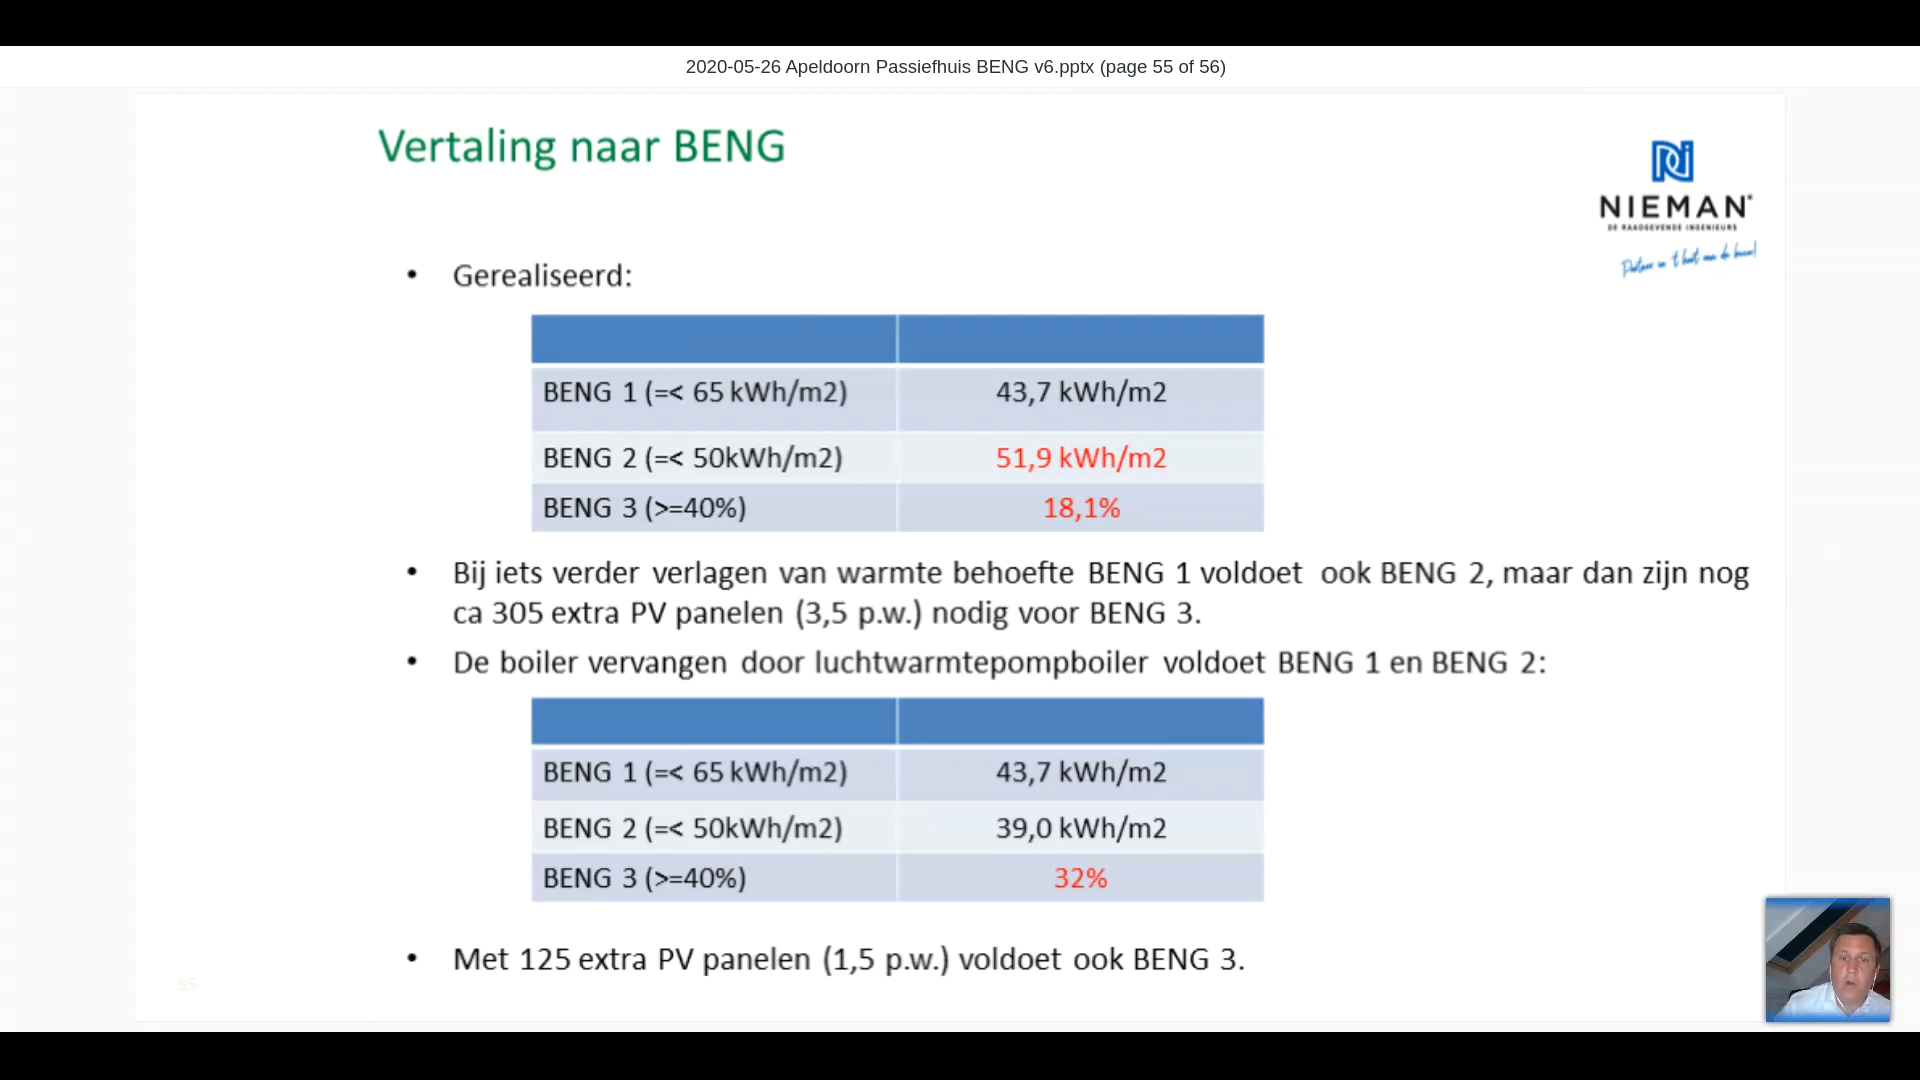 2020-05-26 Apeldoorn Passiefhuis BENG v6.pptx (page 55 of 56)
Vertaling naar BENG
NIEMAN
DE RAADGEVENDE INGENIEURS
Partner in 't hart van de bouw!
• Gerealiseerd:
BENG 1 (=< 65 kWh/m2) 43,7 kWh/m2
BENG 2 (=< 50kWh/m2) 51,9 kWh/m2
BENG 3 (>=40%) 18,1%
• Bij iets verder verlagen van warmte behoefte BENG 1 voldoet ook BENG 2, maar dan zijn nog
ca 305 extra PV panelen (3,5 p.w.) nodig voor BENG 3.
• De boiler vervangen door luchtwarmtepompboiler voldoet BENG 1 en BENG 2:
BENG 1 (=< 65 kWh/m2) 43,7 kWh/m2
BENG 2 (=< 50kWh/m2) 39,0 kWh/m2
BENG 3 (>=40%) 32%
• Met 125 extra PV panelen (1,5 p.w.) voldoet ook BENG 3.
55